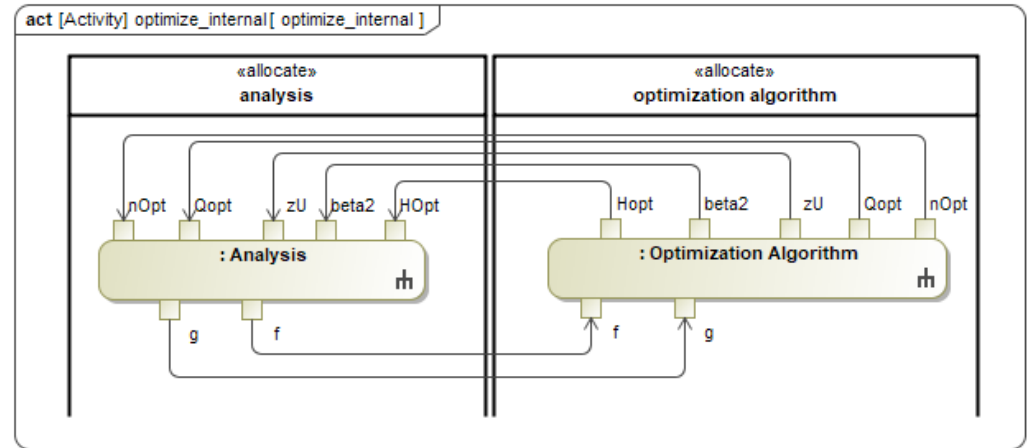 act [Activity] optimize_internal[ optimize_internal ]
«allocate»
analysis
«allocate»
optimization algorithm
nOpt Qopt zU beta2 HOpt
Hopt beta2 zU Qopt nOpt
: Analysis
: Optimization Algorithm
g f
f g